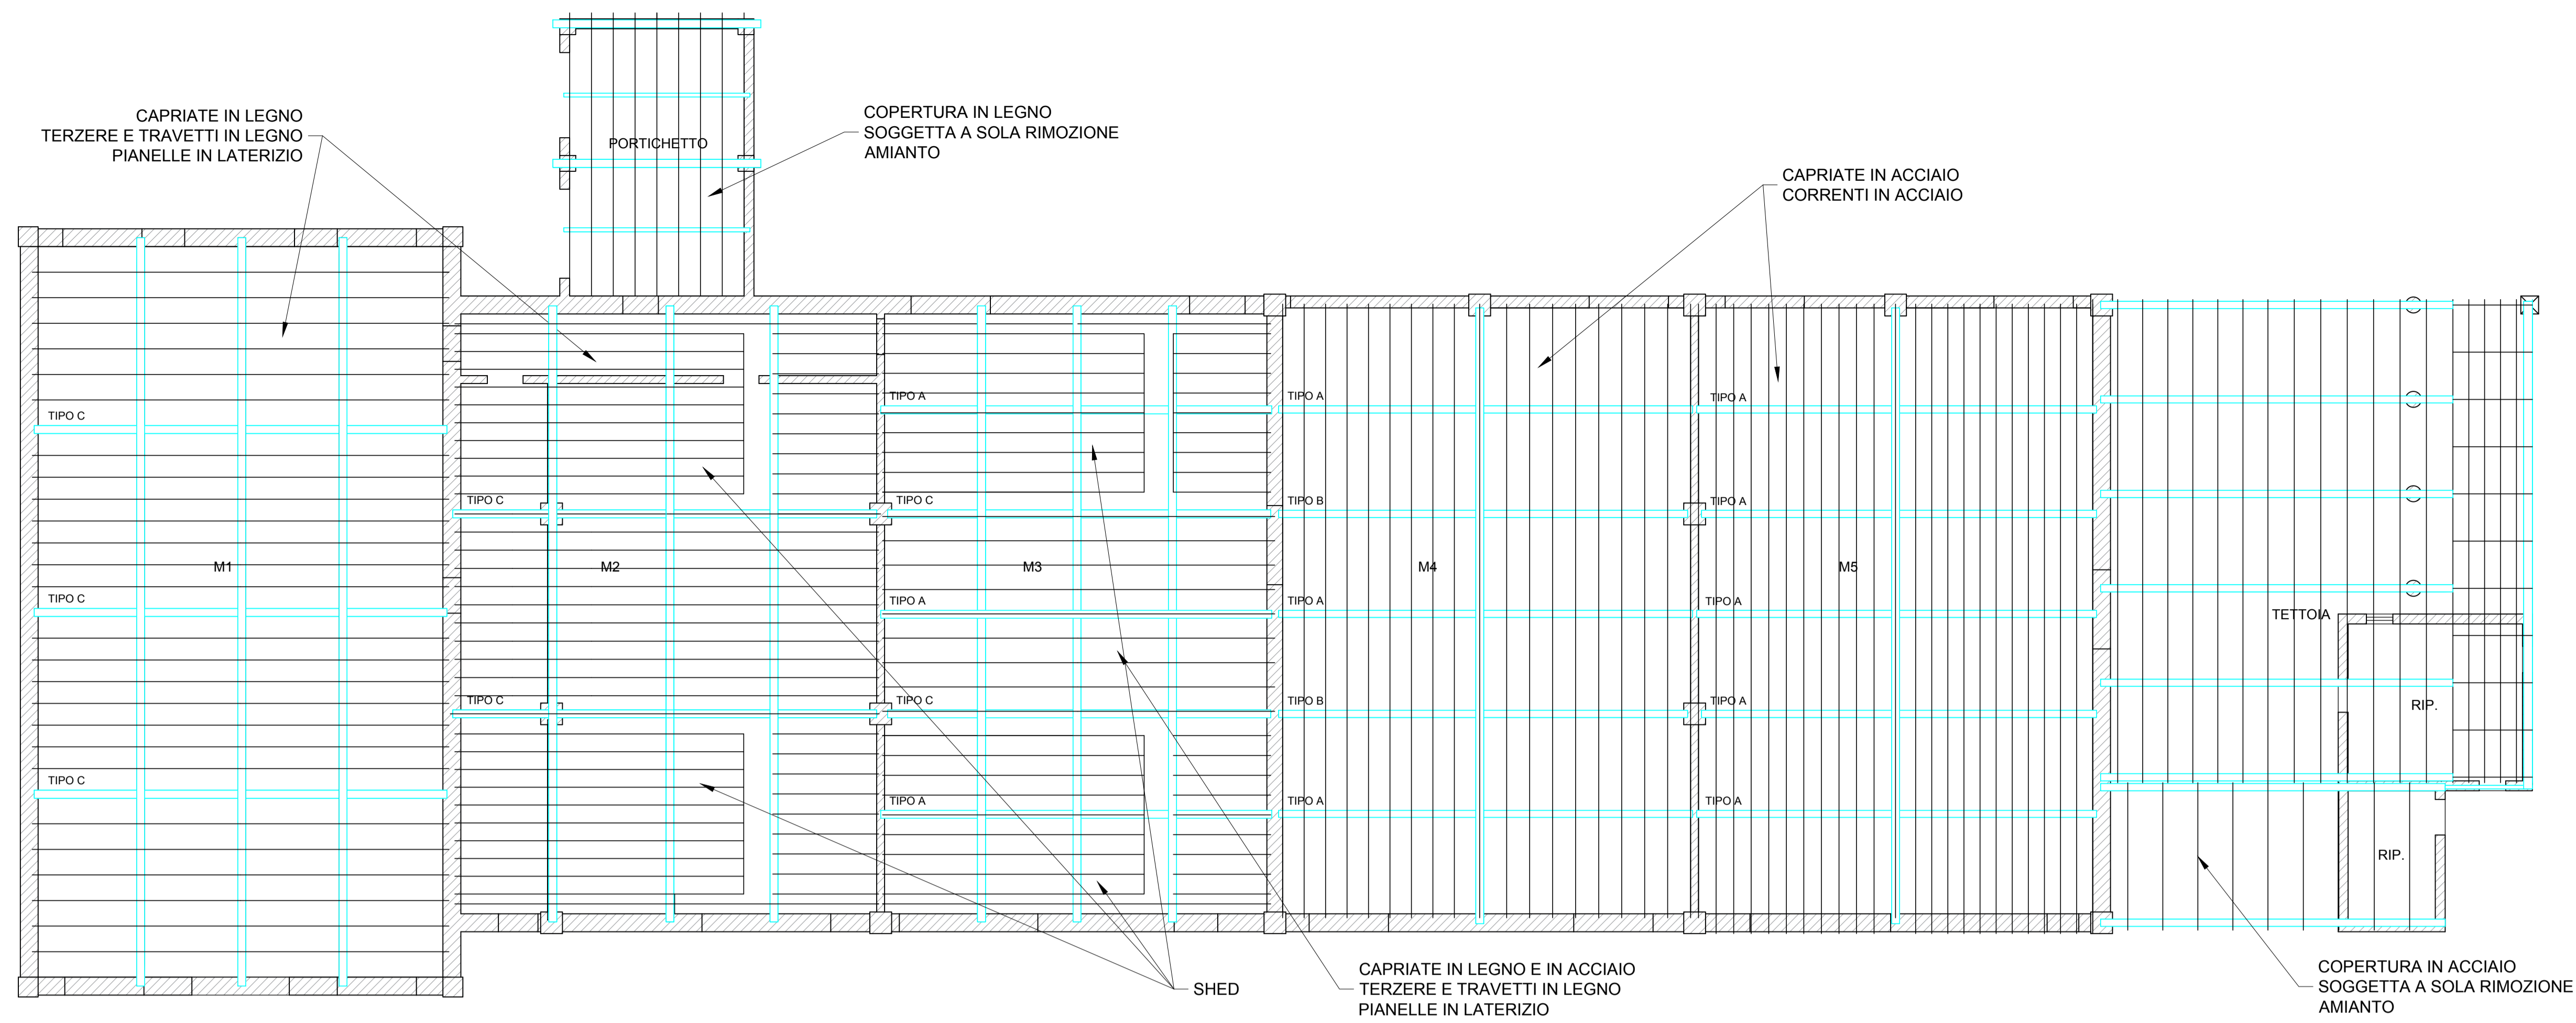 CAPRIATE IN LEGNO
TERZERE E TRAVETTI IN LEGNO
PIANELLE IN LATERIZIO
PORTICHETTO
COPERTURA IN LEGNO
SOGGETTA A SOLA RIMOZIONE
AMIANTO
CAPRIATE IN ACCIAIO
CORRENTI IN ACCIAIO
TIPO C
TIPO C
TIPO C
M1
TIPO C
TIPO C
M2
TIPO A
TIPO C
TIPO A
TIPO C
TIPO A
M3
TIPO A
TIPO B
TIPO A
TIPO B
TIPO A
M4
TIPO A
TIPO A
TIPO A
TIPO A
TIPO A
M5
TETTOIA
RIP.
RIP.
SHED
CAPRIATE IN LEGNO E IN ACCIAIO
TERZERE E TRAVETTI IN LEGNO
PIANELLE IN LATERIZIO
COPERTURA IN ACCIAIO
SOGGETTA A SOLA RIMOZIONE
AMIANTO